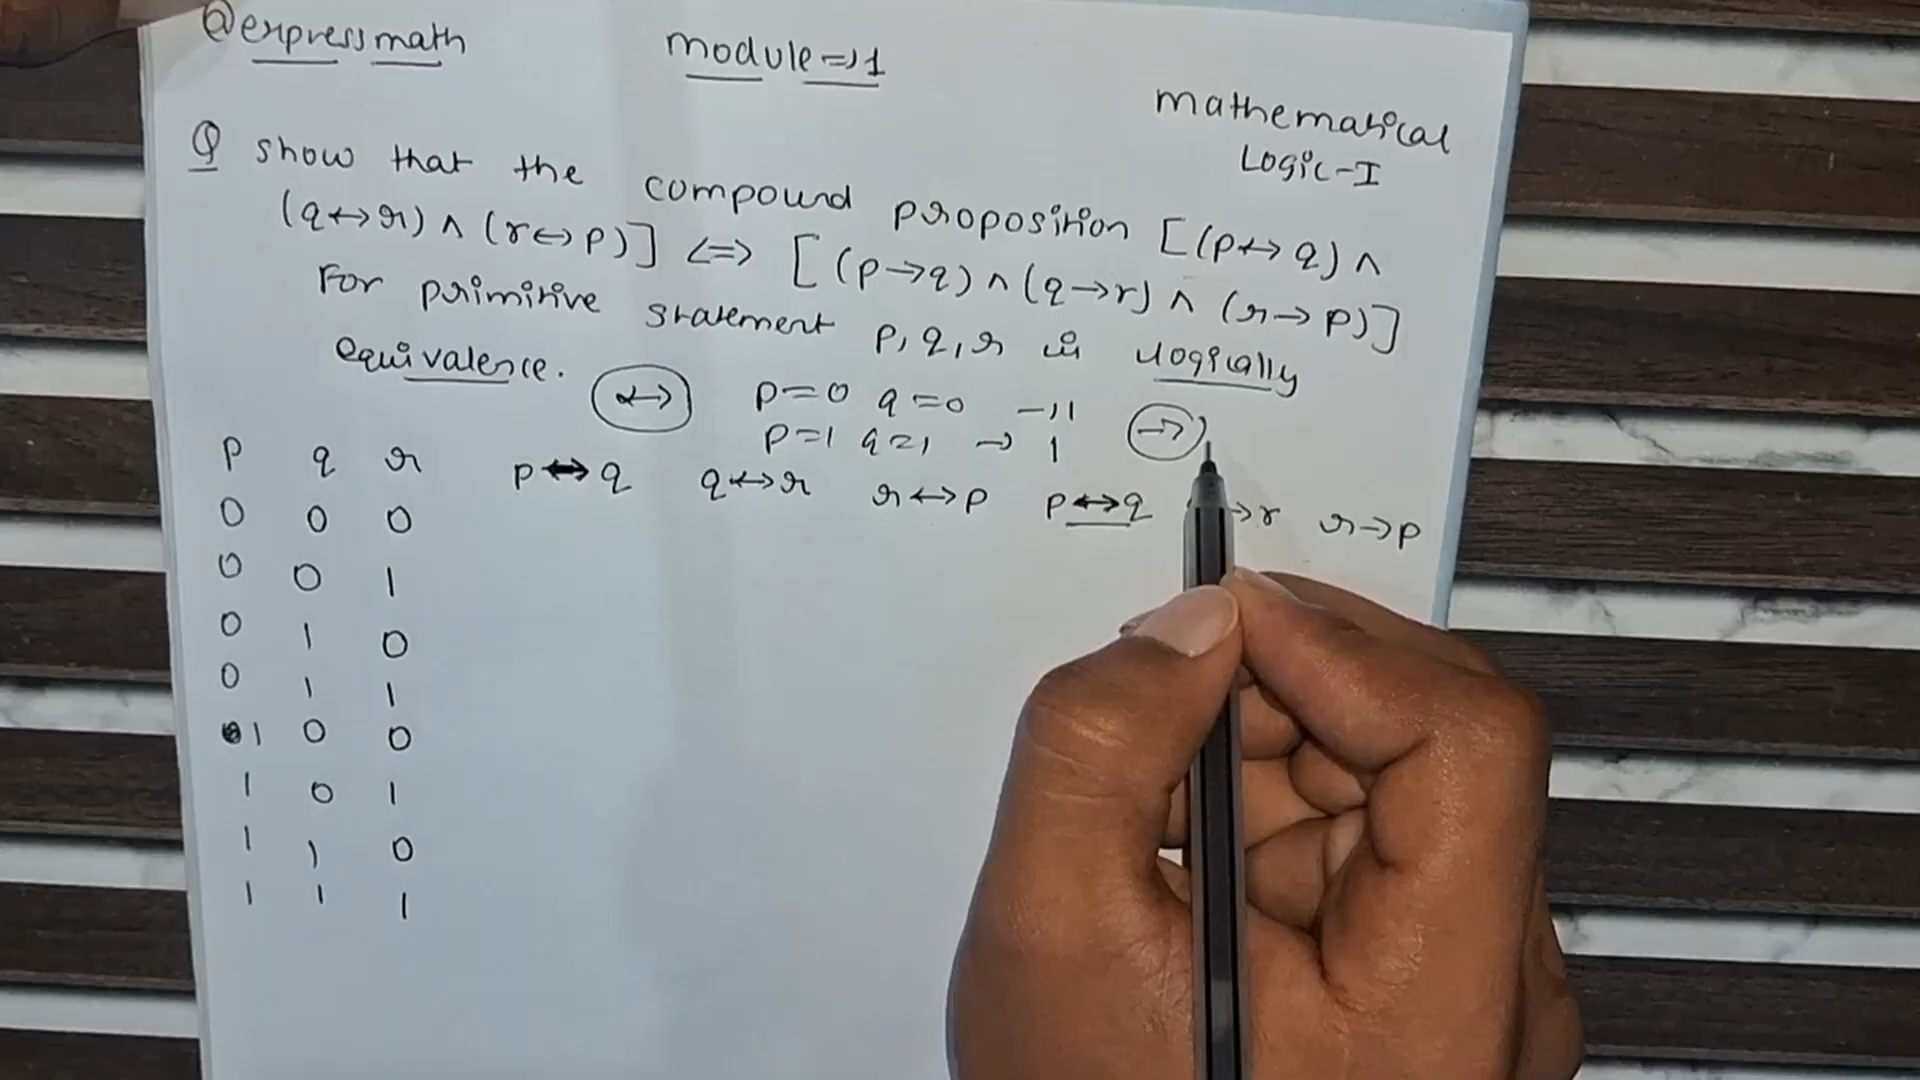 @expressmath
module ⇒ 1
mathematical
Logic-I
Q show that the compound proposition [(p↔q) ∧
(q↔r) ∧ (r↔p)] <=> [(p→q) ∧ (q→r) ∧ (r→p)]
For primitive statement p, q, r is logically
equivalence.
↔ p=0 q=0 → 1 →
p=1 q=1 → 1
p q r p↔q q↔r r↔p p↔q →r r→p
0 0 0
0 0 1
0 1 0
0 1 1
1 0 0
1 0 1
1 1 0
1 1 1